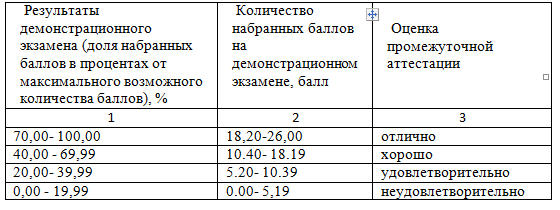 Результаты
демонстрационного
экзамена (доля набранных
баллов в процентах от
максимального возможного
количества баллов), %
Количество
набранных баллов
на
демонстрационном
экзамене, балл
Оценка
промежуточной
аттестации
1 2 3
70,00- 100,00 18,20-26,00 отлично
40,00 - 69,99 10.40- 18.19 хорошо
20,00- 39,99 5.20- 10.39 удовлетворительно
0,00 - 19,99 0.00- 5,19 неудовлетворительно